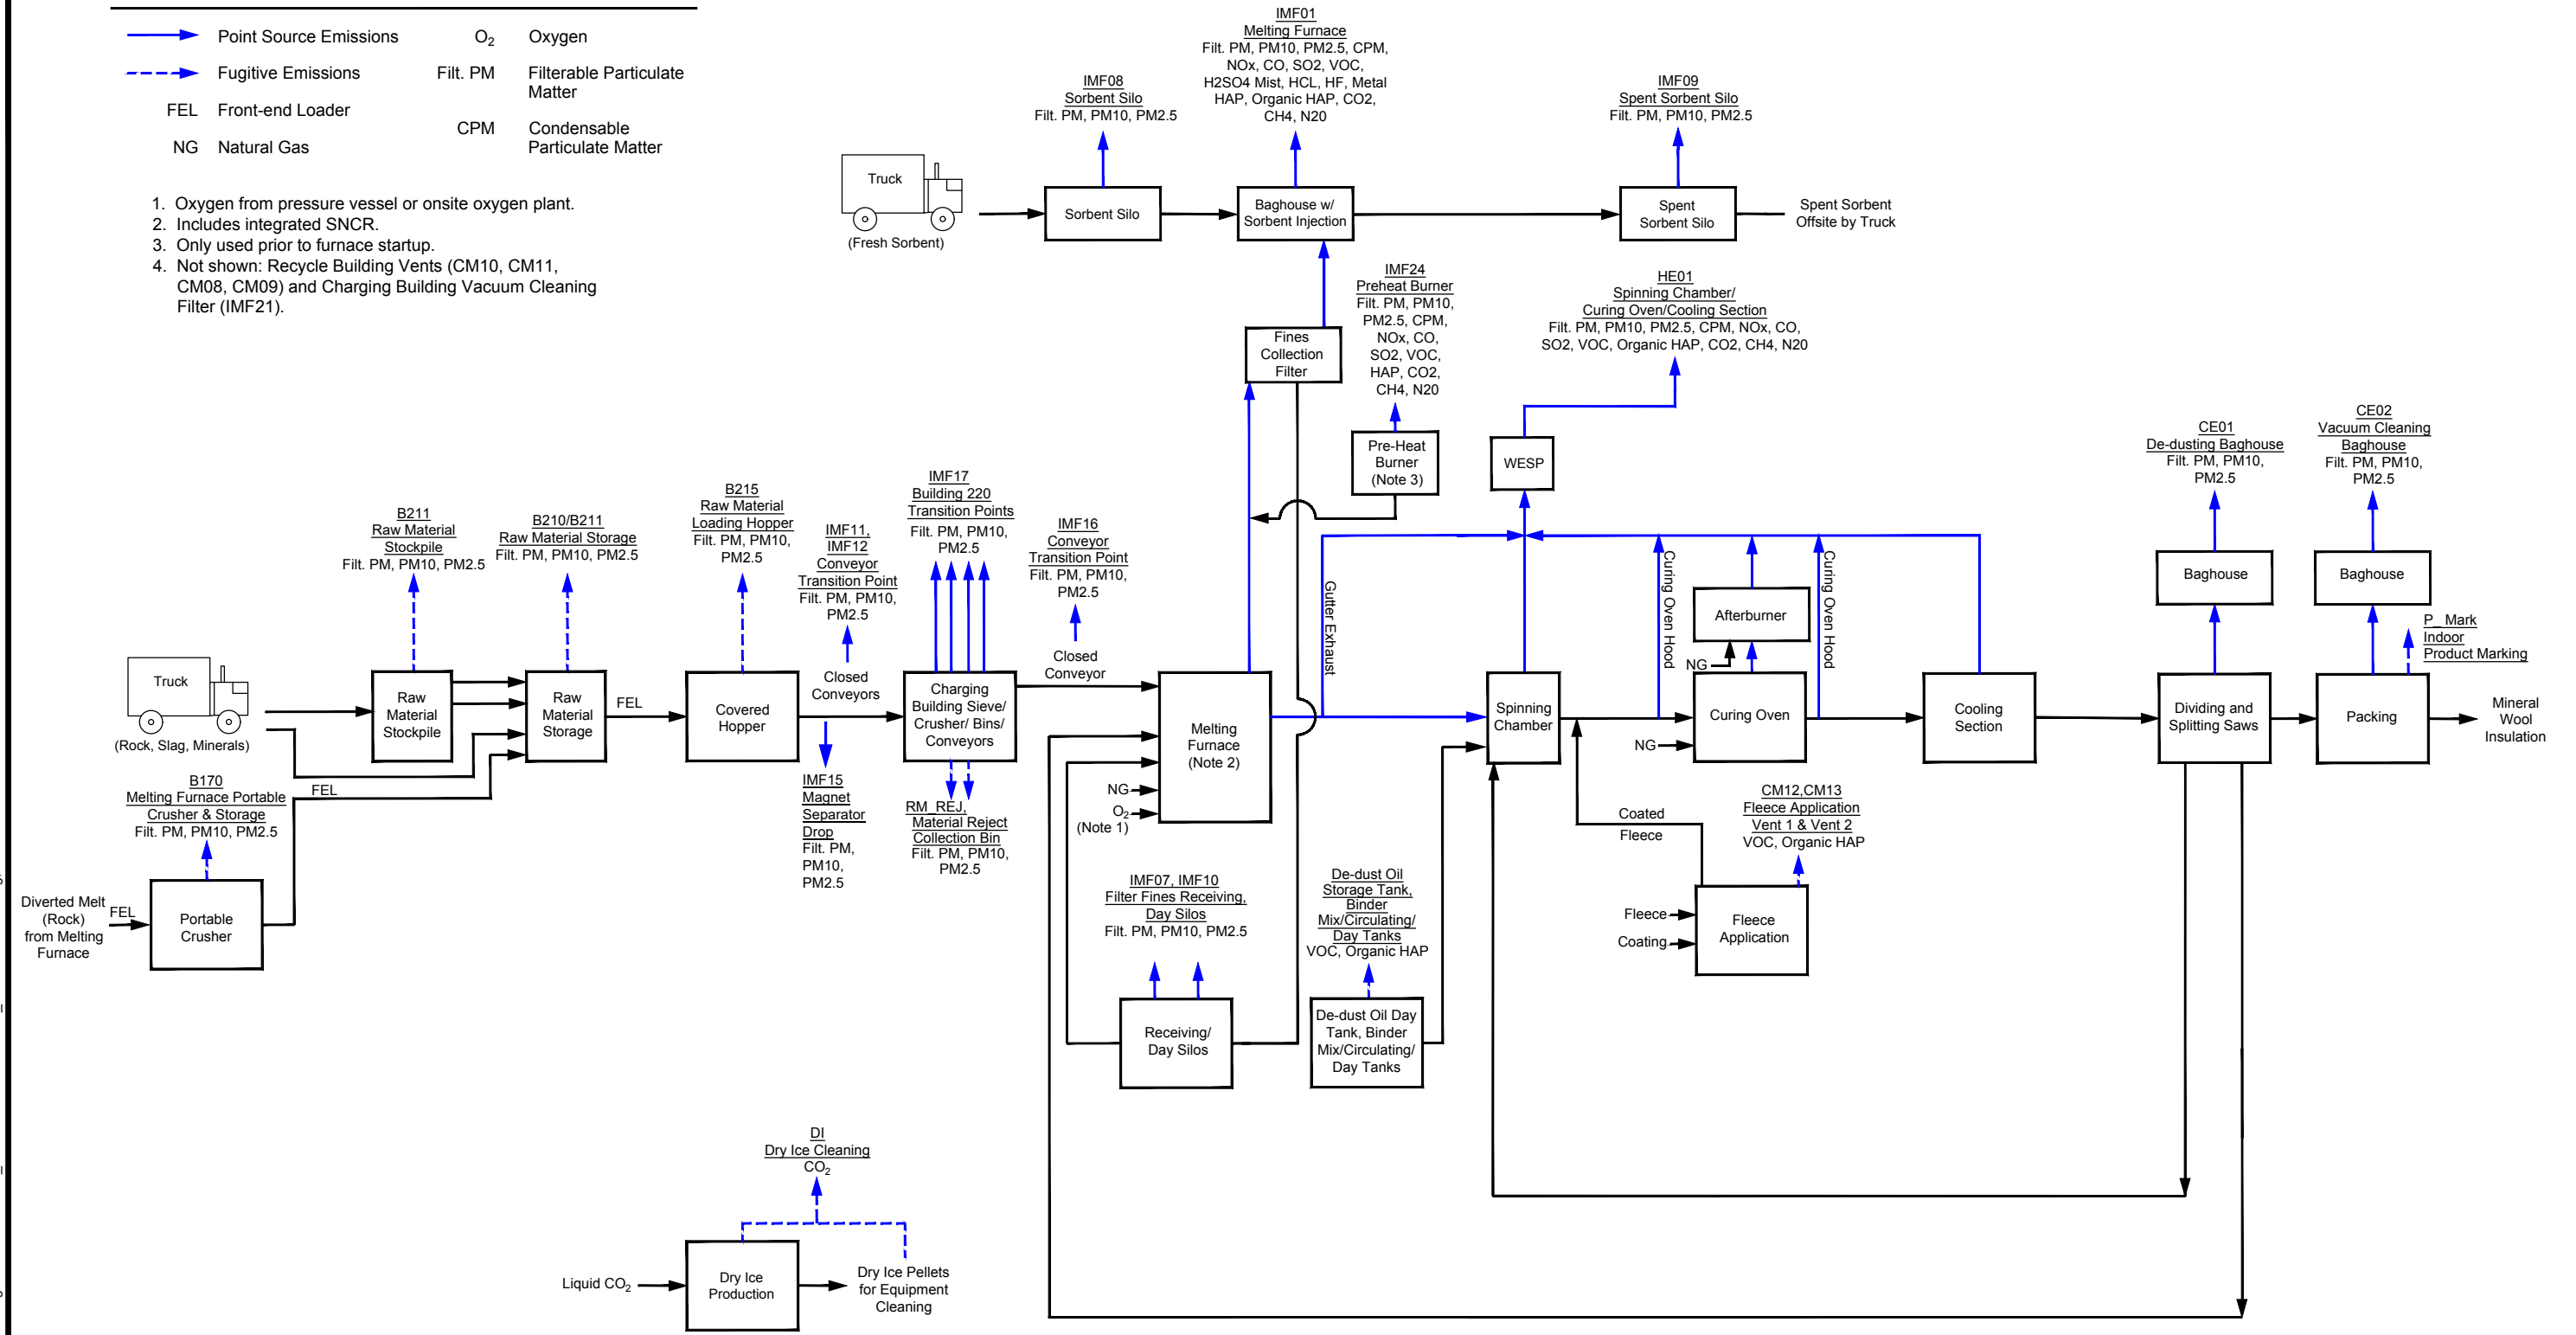 Point Source Emissions
O2 Oxygen
Fugitive Emissions
Filt. PM Filterable Particulate
Matter
FEL Front-end Loader
CPM Condensable
Particulate Matter
NG Natural Gas
1. Oxygen from pressure vessel or onsite oxygen plant.
2. Includes integrated SNCR.
3. Only used prior to furnace startup.
4. Not shown: Recycle Building Vents (CM10, CM11,
CM08, CM09) and Charging Building Vacuum Cleaning
Filter (IMF21).
Truck
(Fresh Sorbent)
IMF08
Sorbent Silo
Filt. PM, PM10, PM2.5
Sorbent Silo
IMF01
Melting Furnace
Filt. PM, PM10, PM2.5, CPM,
NOx, CO, SO2, VOC,
H2SO4 Mist, HCL, HF, Metal
HAP, Organic HAP, CO2,
CH4, N20
Baghouse w/
Sorbent Injection
IMF09
Spent Sorbent Silo
Filt. PM, PM10, PM2.5
Spent
Sorbent Silo
Spent Sorbent
Offsite by Truck
Fines
Collection
Filter
IMF24
Preheat Burner
Filt. PM, PM10,
PM2.5, CPM,
NOx, CO,
SO2, VOC,
HAP, CO2,
CH4, N20
Pre-Heat
Burner
(Note 3)
HE01
Spinning Chamber/
Curing Oven/Cooling Section
Filt. PM, PM10, PM2.5, CPM, NOx, CO,
SO2, VOC, Organic HAP, CO2, CH4, N20
WESP
CE01
De-dusting Baghouse
Filt. PM, PM10,
PM2.5
Baghouse
CE02
Vacuum Cleaning
Baghouse
Filt. PM, PM10,
PM2.5
Baghouse
P_ Mark
Indoor
Product Marking
Truck
(Rock, Slag, Minerals)
B211
Raw Material
Stockpile
Filt. PM, PM10, PM2.5
Raw
Material
Stockpile
B210/B211
Raw Material Storage
Filt. PM, PM10, PM2.5
Raw
Material
Storage
FEL
B215
Raw Material
Loading Hopper
Filt. PM, PM10,
PM2.5
Covered
Hopper
IMF11,
IMF12
Conveyor
Transition Point
Filt. PM, PM10,
PM2.5
Closed
Conveyors
IMF15
Magnet
Separator
Drop
Filt. PM,
PM10,
PM2.5
IMF17
Building 220
Transition Points
Filt. PM, PM10,
PM2.5
Charging
Building Sieve/
Crusher/ Bins/
Conveyors
RM_REJ,
Material Reject
Collection Bin
Filt. PM, PM10,
PM2.5
IMF16
Conveyor
Transition Point
Filt. PM, PM10,
PM2.5
Closed
Conveyor
Melting
Furnace
(Note 2)
NG
O2
(Note 1)
Gutter Exhaust
Spinning
Chamber
Curing Oven Hood
Afterburner
NG
Curing Oven
NG
Curing Oven Hood
Cooling
Section
Dividing and
Splitting Saws
Packing
Mineral
Wool
Insulation
B170
Melting Furnace Portable
Crusher & Storage
Filt. PM, PM10, PM2.5
FEL
Diverted Melt
(Rock)
from Melting
Furnace
FEL
Portable
Crusher
IMF07, IMF10
Filter Fines Receiving,
Day Silos
Filt. PM, PM10, PM2.5
Receiving/
Day Silos
De-dust Oil
Storage Tank,
Binder
Mix/Circulating/
Day Tanks
VOC, Organic HAP
De-dust Oil Day
Tank, Binder
Mix/Circulating/
Day Tanks
Coated
Fleece
CM12,CM13
Fleece Application
Vent 1 & Vent 2
VOC, Organic HAP
Fleece
Coating
Fleece
Application
DI
Dry Ice Cleaning
CO2
Liquid CO2
Dry Ice
Production
Dry Ice Pellets
for Equipment
Cleaning